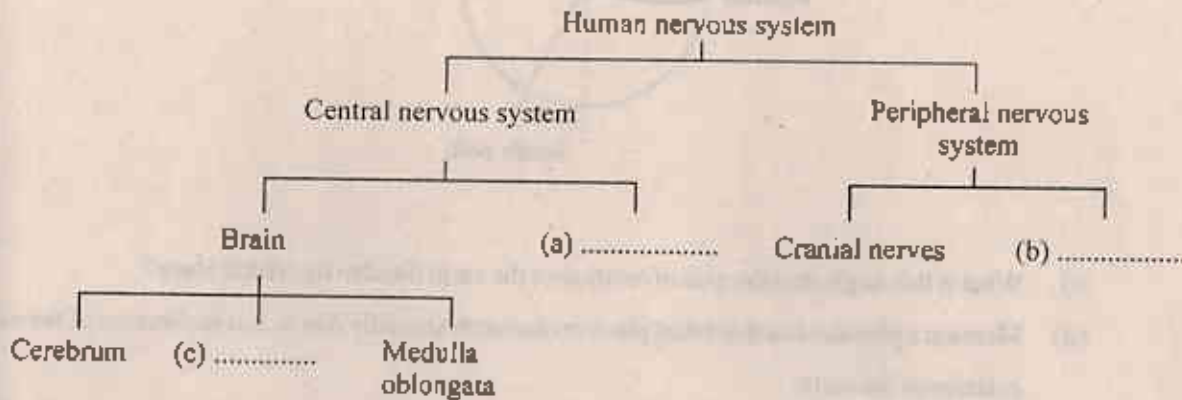 Human nervous system
Central nervous system
Peripheral nervous
system
Brain
(a) ....................
Cranial nerves
(b) ....................
Cerebrum
(c) ...............
Medulla
oblongata